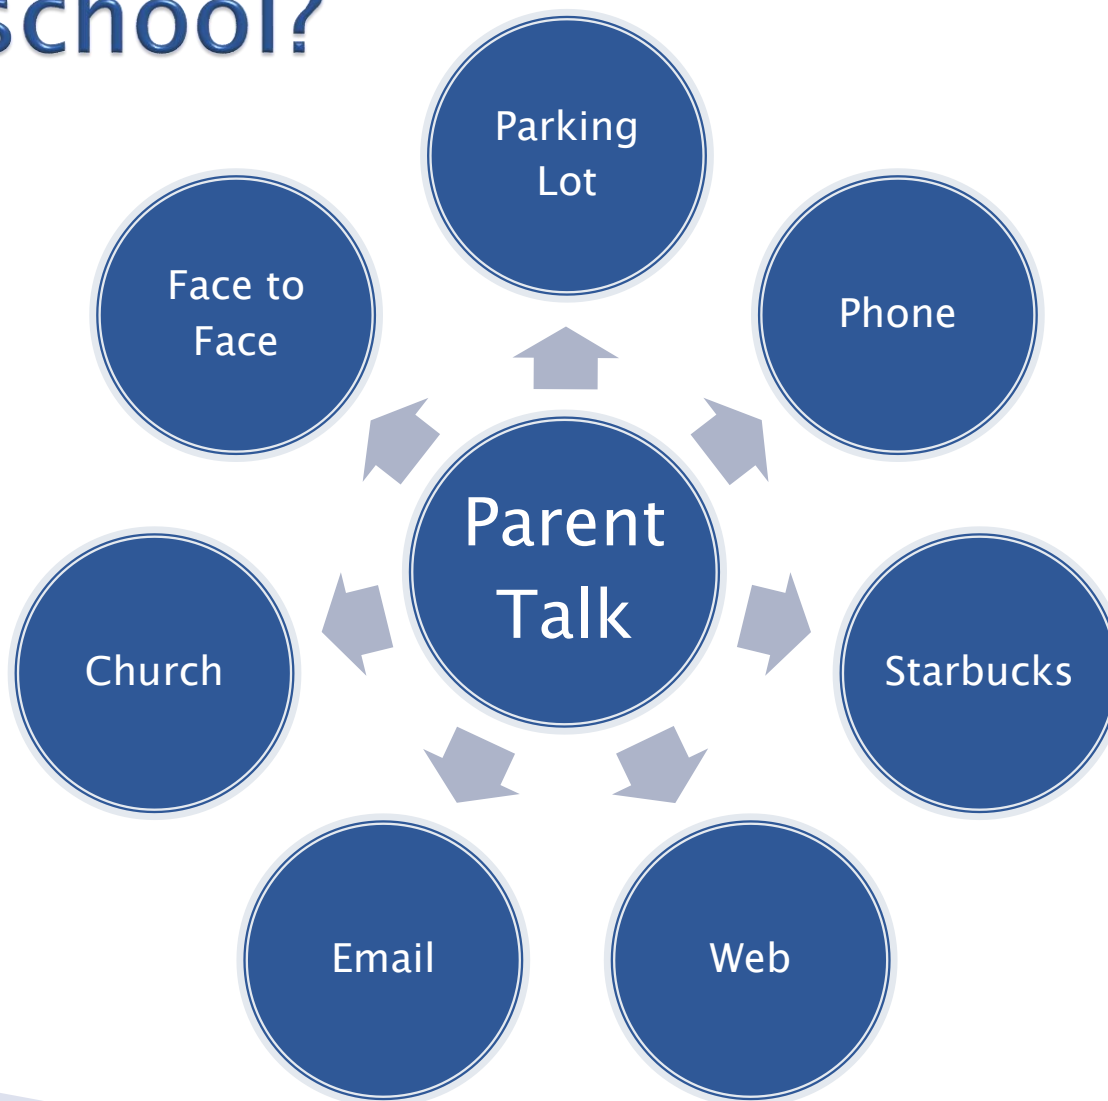 school?
Parking
Lot
Face to
Face
Phone
Parent
Talk
Church
Starbucks
Email
Web